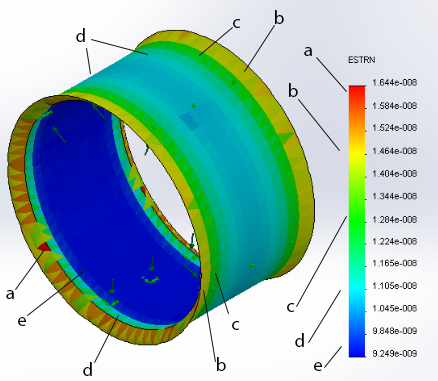 b
c
d
a
ESTRN
1.644e-008
1.584e-008
b
1.524e-008
1.464e-008
1.404e-008
1.344e-008
1.284e-008
1.224e-008
1.165e-008
1.105e-008
1.045e-008
9.848e-009
9.249e-009
c
d
e
a
e
d
b
c